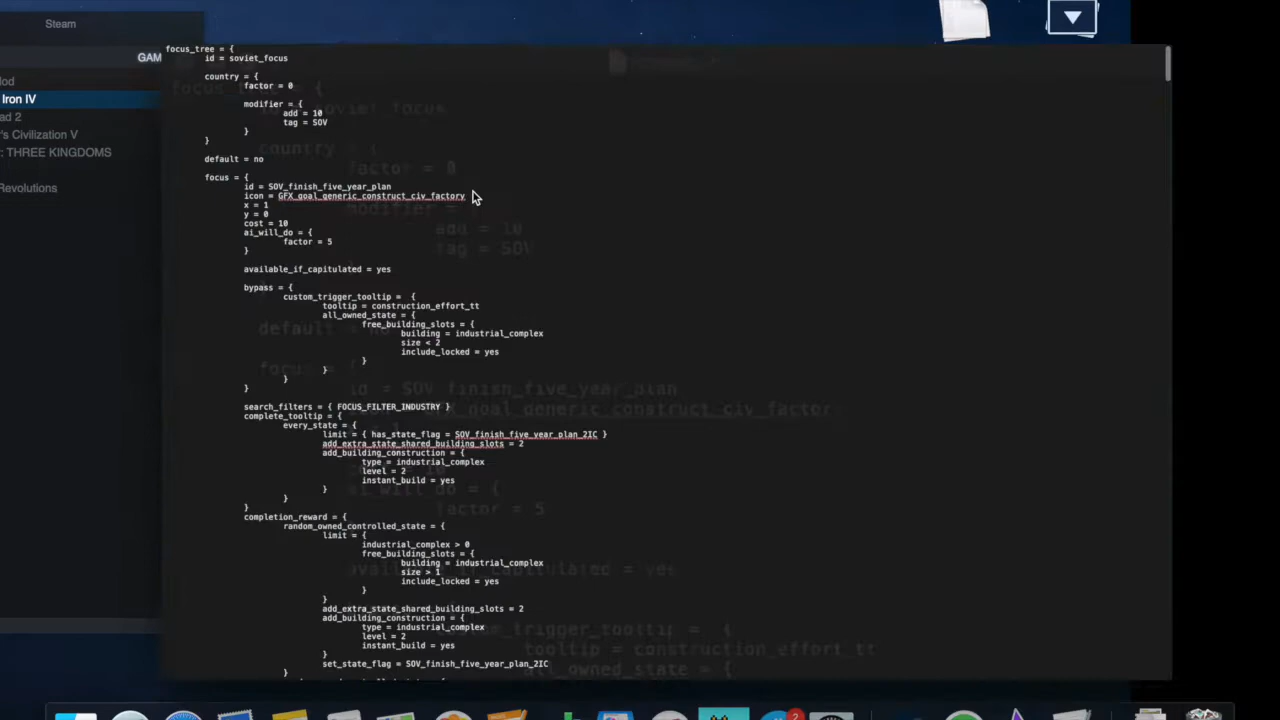 Steam
GAM
lod
Iron IV
ad 2
's Civilization V
: THREE KINGDOMS
Revolutions
focus_tree = {
id = soviet_focus
country = {
factor = 0
modifier = {
add = 10
tag = SOV
}
}
default = no
focus = {
id = SOV_finish_five_year_plan
icon = GFX_goal_generic_construct_civ_factory
x = 1
y = 0
cost = 10
ai_will_do = {
factor = 5
}
available_if_capitulated = yes
bypass = {
custom_trigger_tooltip =  {
tooltip = construction_effort_tt
all_owned_state = {
free_building_slots = {
building = industrial_complex
size < 2
include_locked = yes
}
}
}
}
search_filters = { FOCUS_FILTER_INDUSTRY }
complete_tooltip = {
every_state = {
limit = { has_state_flag = SOV_finish_five_year_plan_2IC }
add_extra_state_shared_building_slots = 2
add_building_construction = {
type = industrial_complex
level = 2
instant_build = yes
}
}
}
completion_reward = {
random_owned_controlled_state = {
limit = {
industrial_complex > 0
free_building_slots = {
building = industrial_complex
size > 1
include_locked = yes
}
}
add_extra_state_shared_building_slots = 2
add_building_construction = {
type = industrial_complex
level = 2
instant_build = yes
}
set_state_flag = SOV_finish_five_year_plan_2IC
}
2